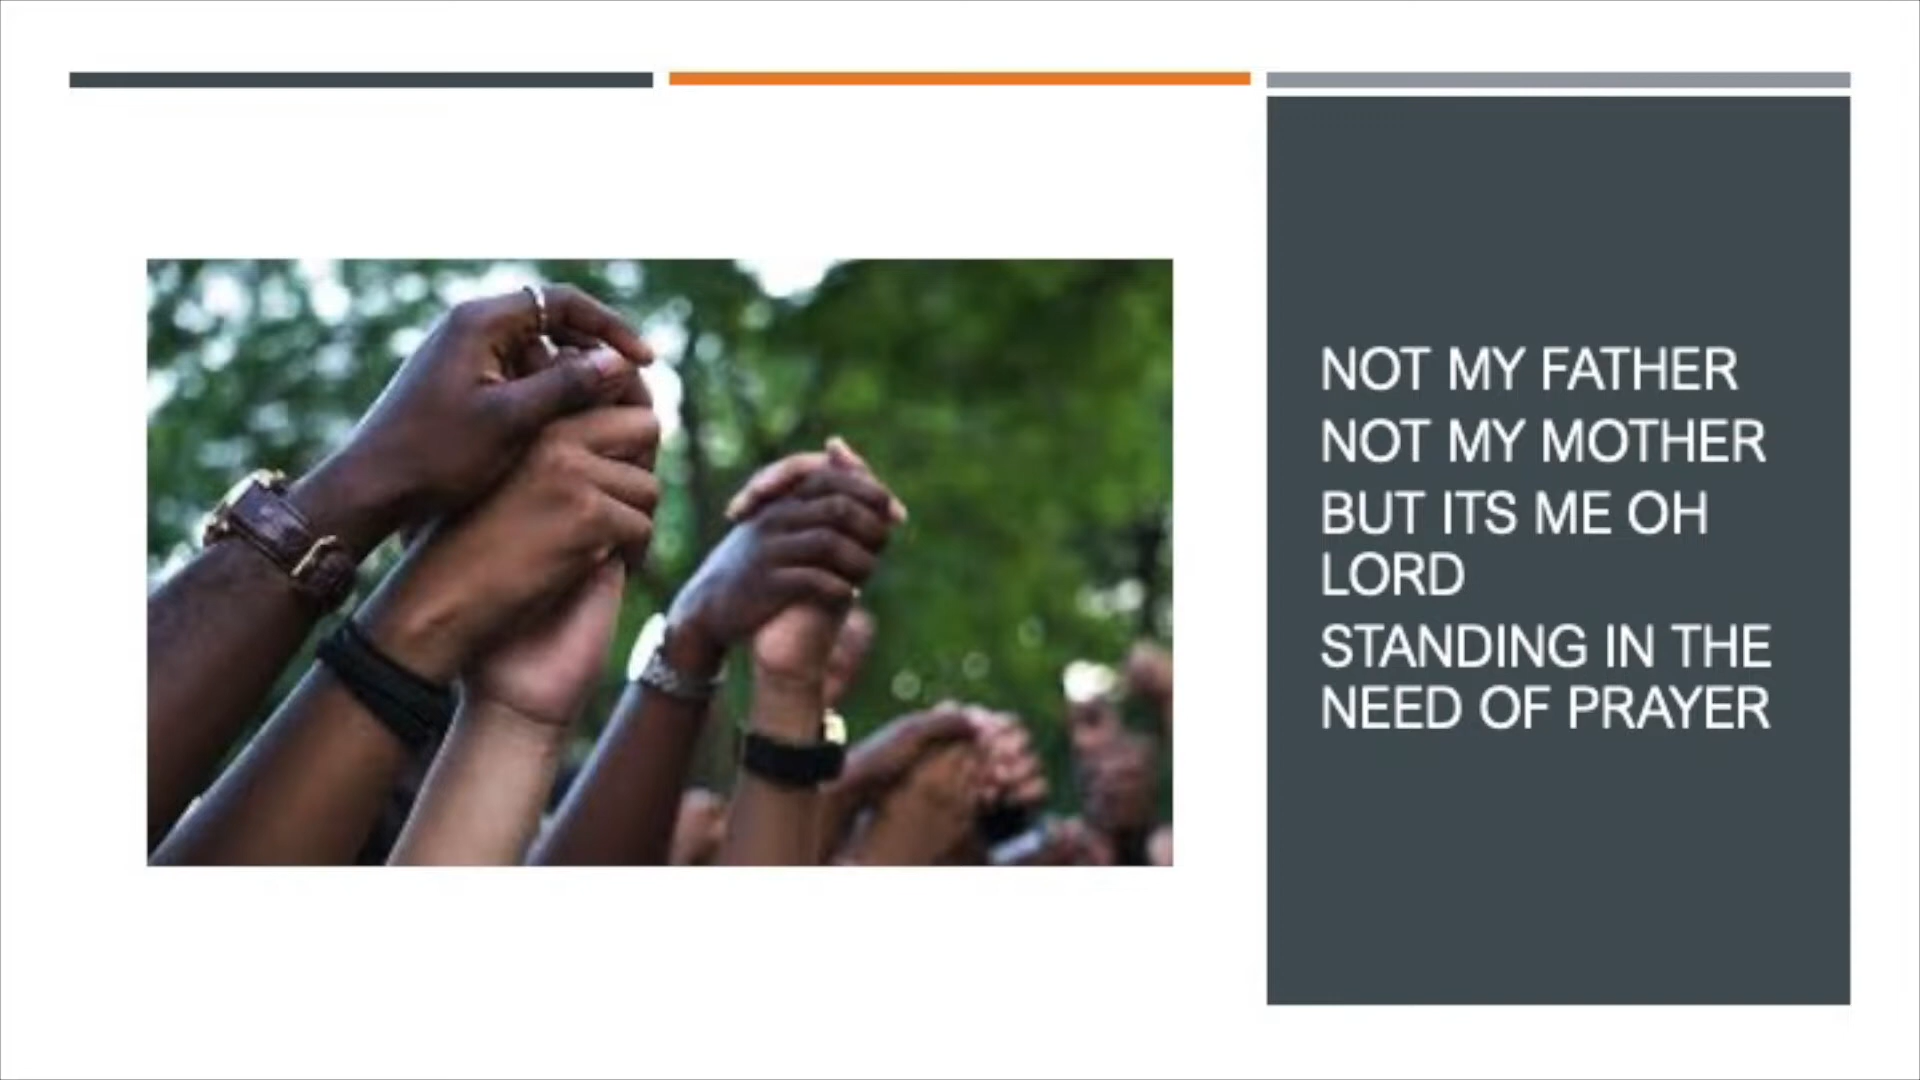 NOT MY FATHER
NOT MY MOTHER
BUT ITS ME OH
LORD
STANDING IN THE
NEED OF PRAYER